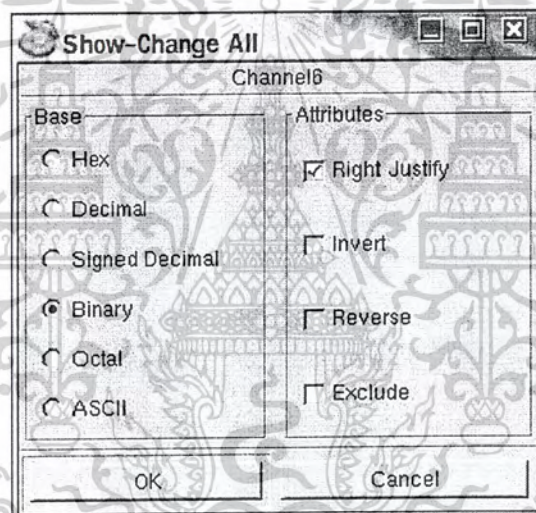 Show-Change All
Channel6
Base
Hex
Decimal
Signed Decimal
Binary
Octal
ASCII
Attributes
Right Justify
Invert
Reverse
Exclude
OK
Cancel